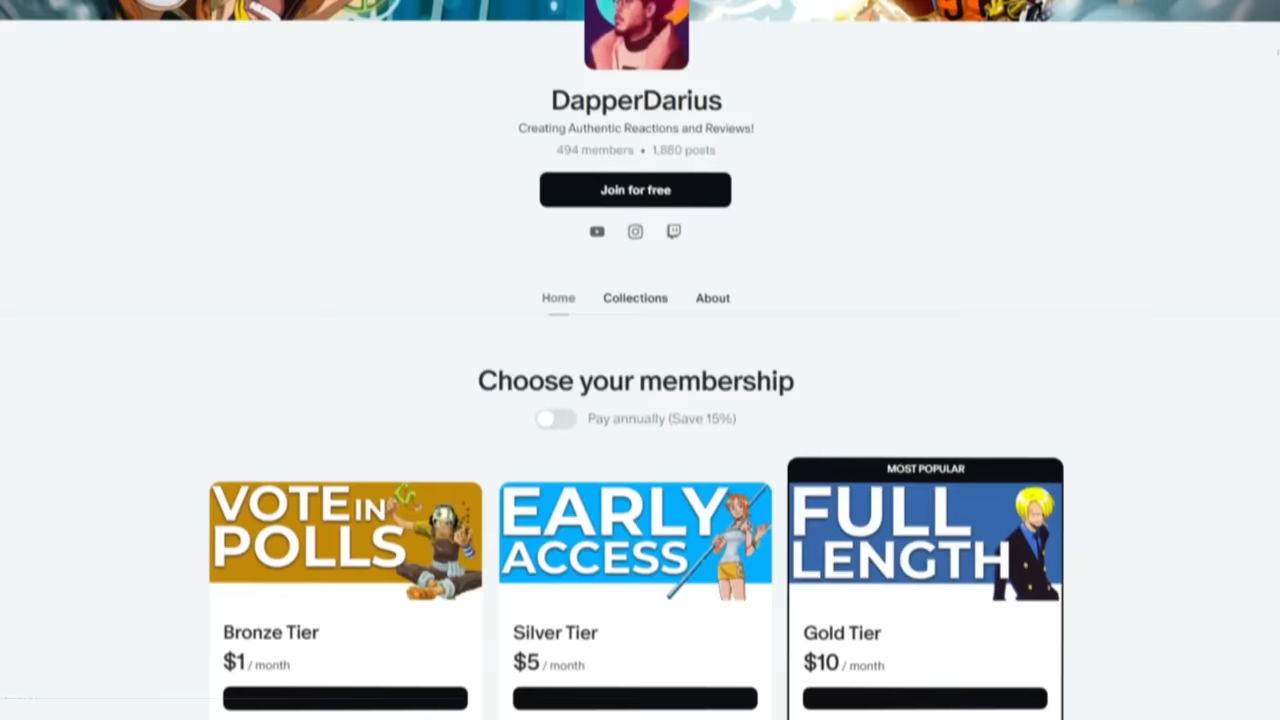 DapperDarius
Creating Authentic Reactions and Reviews!
494 members • 1,880 posts
Join for free
Home Collections About
Choose your membership
Pay annually (Save 15%)
VOTE IN
POLLS
Bronze Tier
$1 / month
EARLY
ACCESS
Silver Tier
$5 / month
MOST POPULAR
FULL
LENGTH
Gold Tier
$10 / month